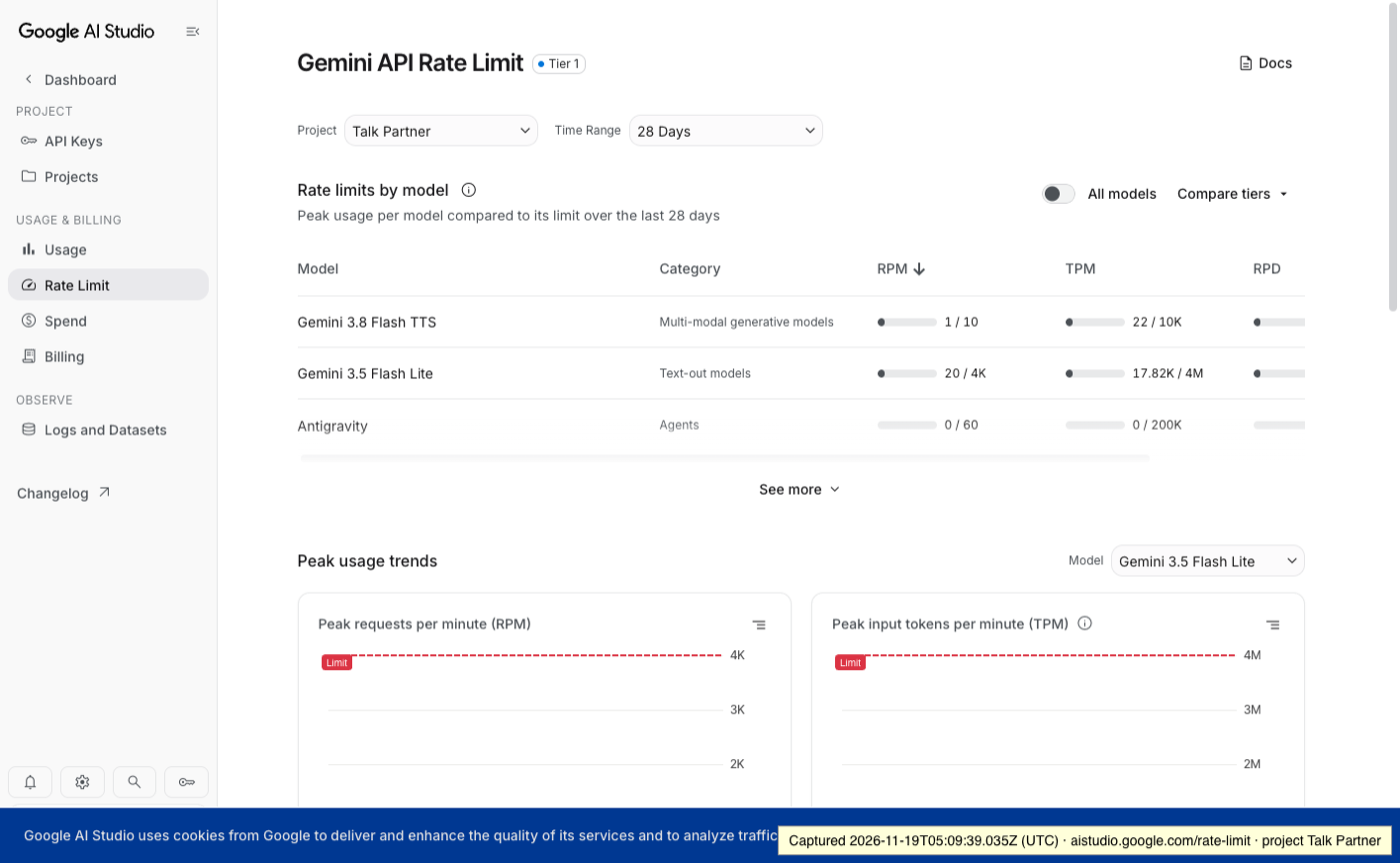 Google AI Studio
Dashboard
PROJECT
API Keys
Projects
USAGE & BILLING
Usage
Rate Limit
Spend
Billing
OBSERVE
Logs and Datasets
Changelog
Gemini API Rate Limit Tier 1 Docs
Project Talk Partner Time Range 28 Days
Rate limits by model All models Compare tiers
Peak usage per model compared to its limit over the last 28 days
Model Category RPM TPM RPD
Gemini 3.8 Flash TTS Multi-modal generative models 1 / 10 22 / 10K
Gemini 3.5 Flash Lite Text-out models 20 / 4K 17.82K / 4M
Antigravity Agents 0 / 60 0 / 200K
See more
Peak usage trends Model Gemini 3.5 Flash Lite
Peak requests per minute (RPM)
Limit 4K
3K
2K
Peak input tokens per minute (TPM)
Limit 4M
3M
2M
Google AI Studio uses cookies from Google to deliver and enhance the quality of its services and to analyze traffic
Captured 2026-11-19T05:09:39.035Z (UTC) · aistudio.google.com/rate-limit · project Talk Partner